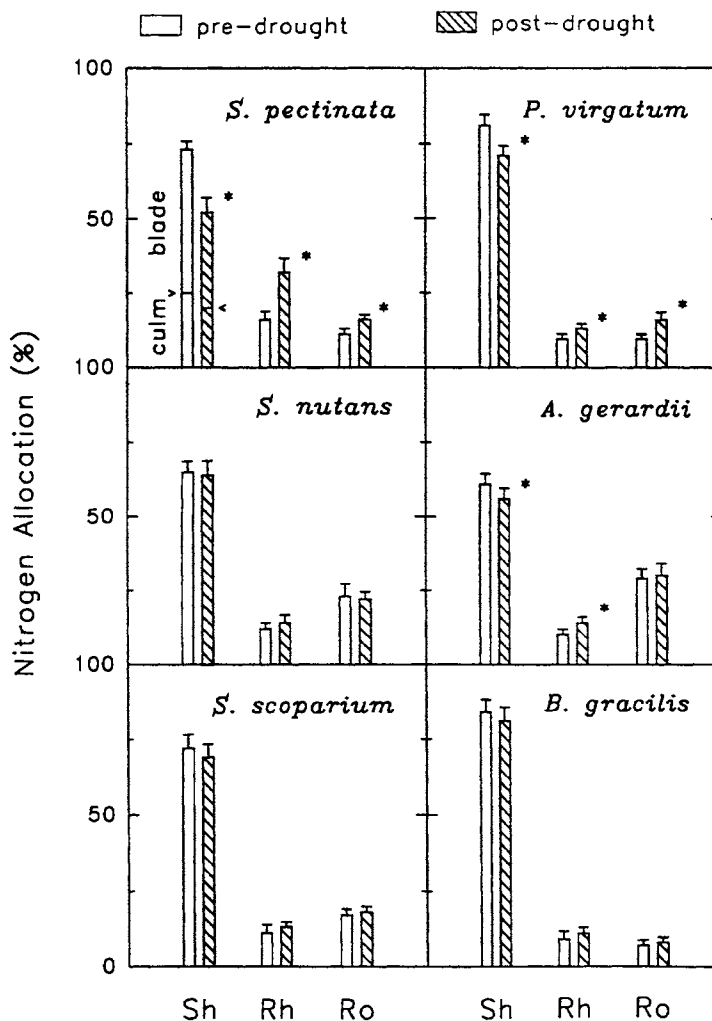 pre-drought
post-drought
Nitrogen Allocation (%)
100
S. pectinata
P. virgatum
*
*
50
blade
*
culm
>
<
*
*
*
100
S. nutans
A. gerardii
*
50
*
100
S. scoparium
B. gracilis
50
0
Sh Rh Ro Sh Rh Ro